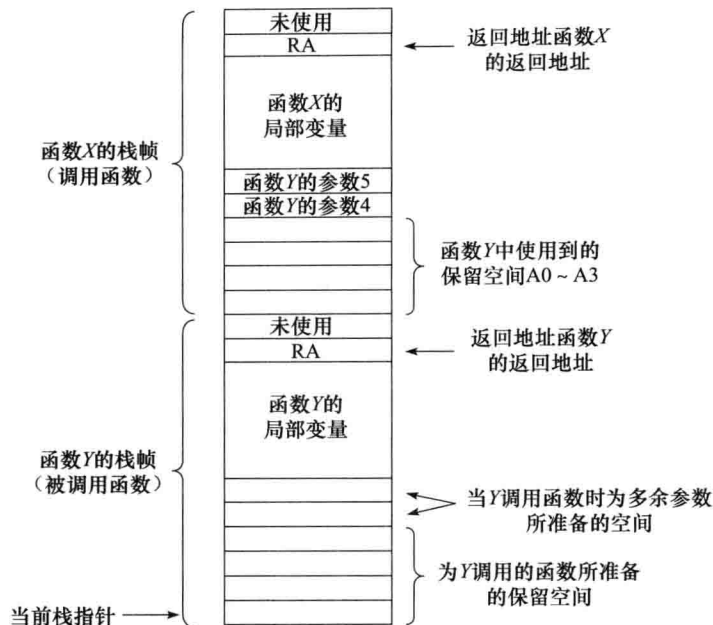 未使用
RA
返回地址函数X
的返回地址
函数X的
局部变量
函数X的栈帧
（调用函数）
函数Y的参数5
函数Y的参数4
函数Y中使用到的
保留空间A0～A3
未使用
RA
返回地址函数Y
的返回地址
函数Y的
局部变量
函数Y的栈帧
（被调用函数）
当Y调用函数时为多余参数
所准备的空间
为Y调用的函数所准备
的保留空间
当前栈指针